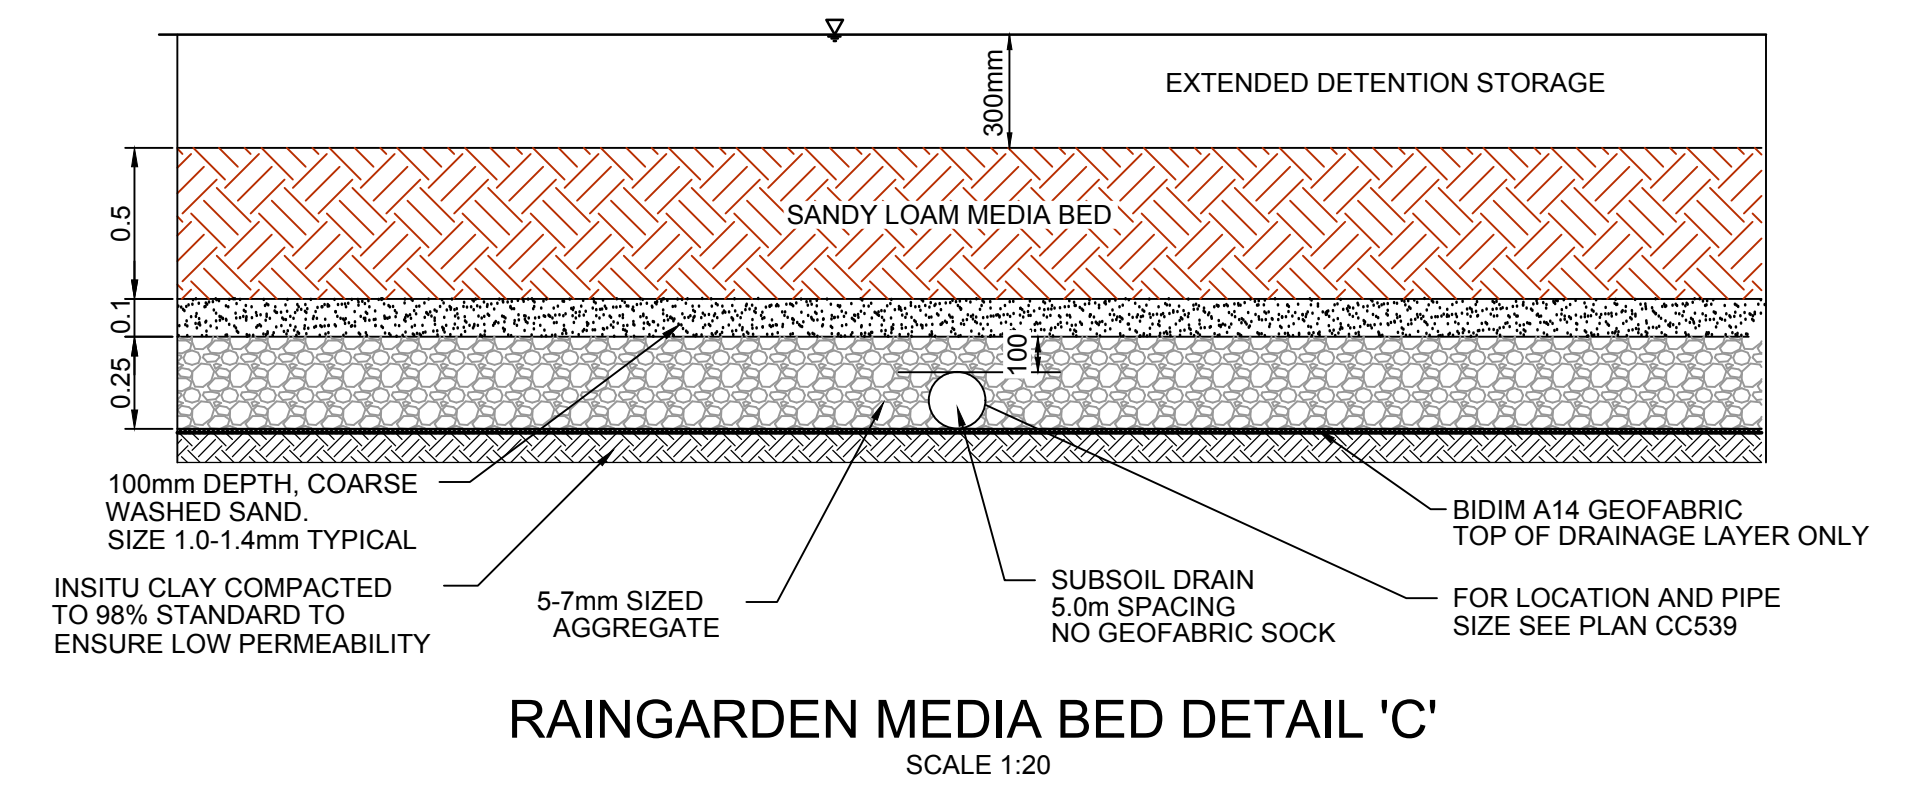 300mm
EXTENDED DETENTION STORAGE
0.5
SANDY LOAM MEDIA BED
0.1
0.25
100
100mm DEPTH, COARSE
WASHED SAND.
SIZE 1.0-1.4mm TYPICAL
INSITU CLAY COMPACTED
TO 98% STANDARD TO
ENSURE LOW PERMEABILITY
5-7mm SIZED
AGGREGATE
SUBSOIL DRAIN
5.0m SPACING
NO GEOFABRIC SOCK
BIDIM A14 GEOFABRIC
TOP OF DRAINAGE LAYER ONLY
FOR LOCATION AND PIPE
SIZE SEE PLAN CC539
RAINGARDEN MEDIA BED DETAIL 'C'
SCALE 1:20